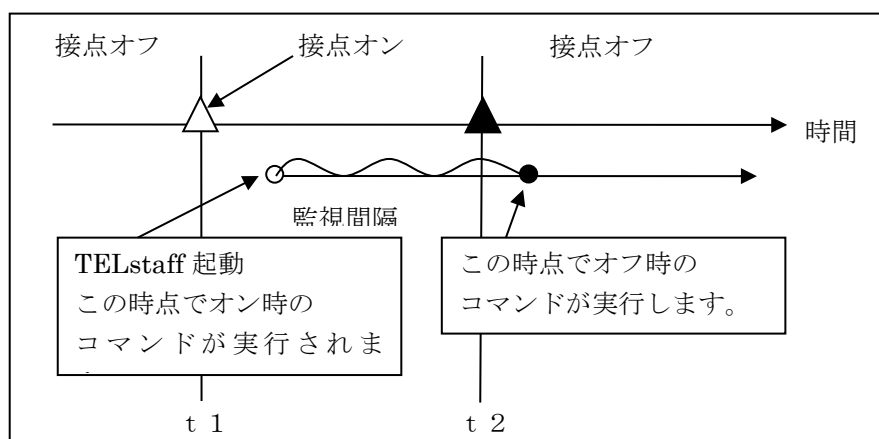 接点オフ
接点オン
接点オフ
時間
監視間隔
TELstaff 起動
この時点でオン時の
コマンドが実行されま
この時点でオフ時の
コマンドが実行します。
ｔ１
ｔ２